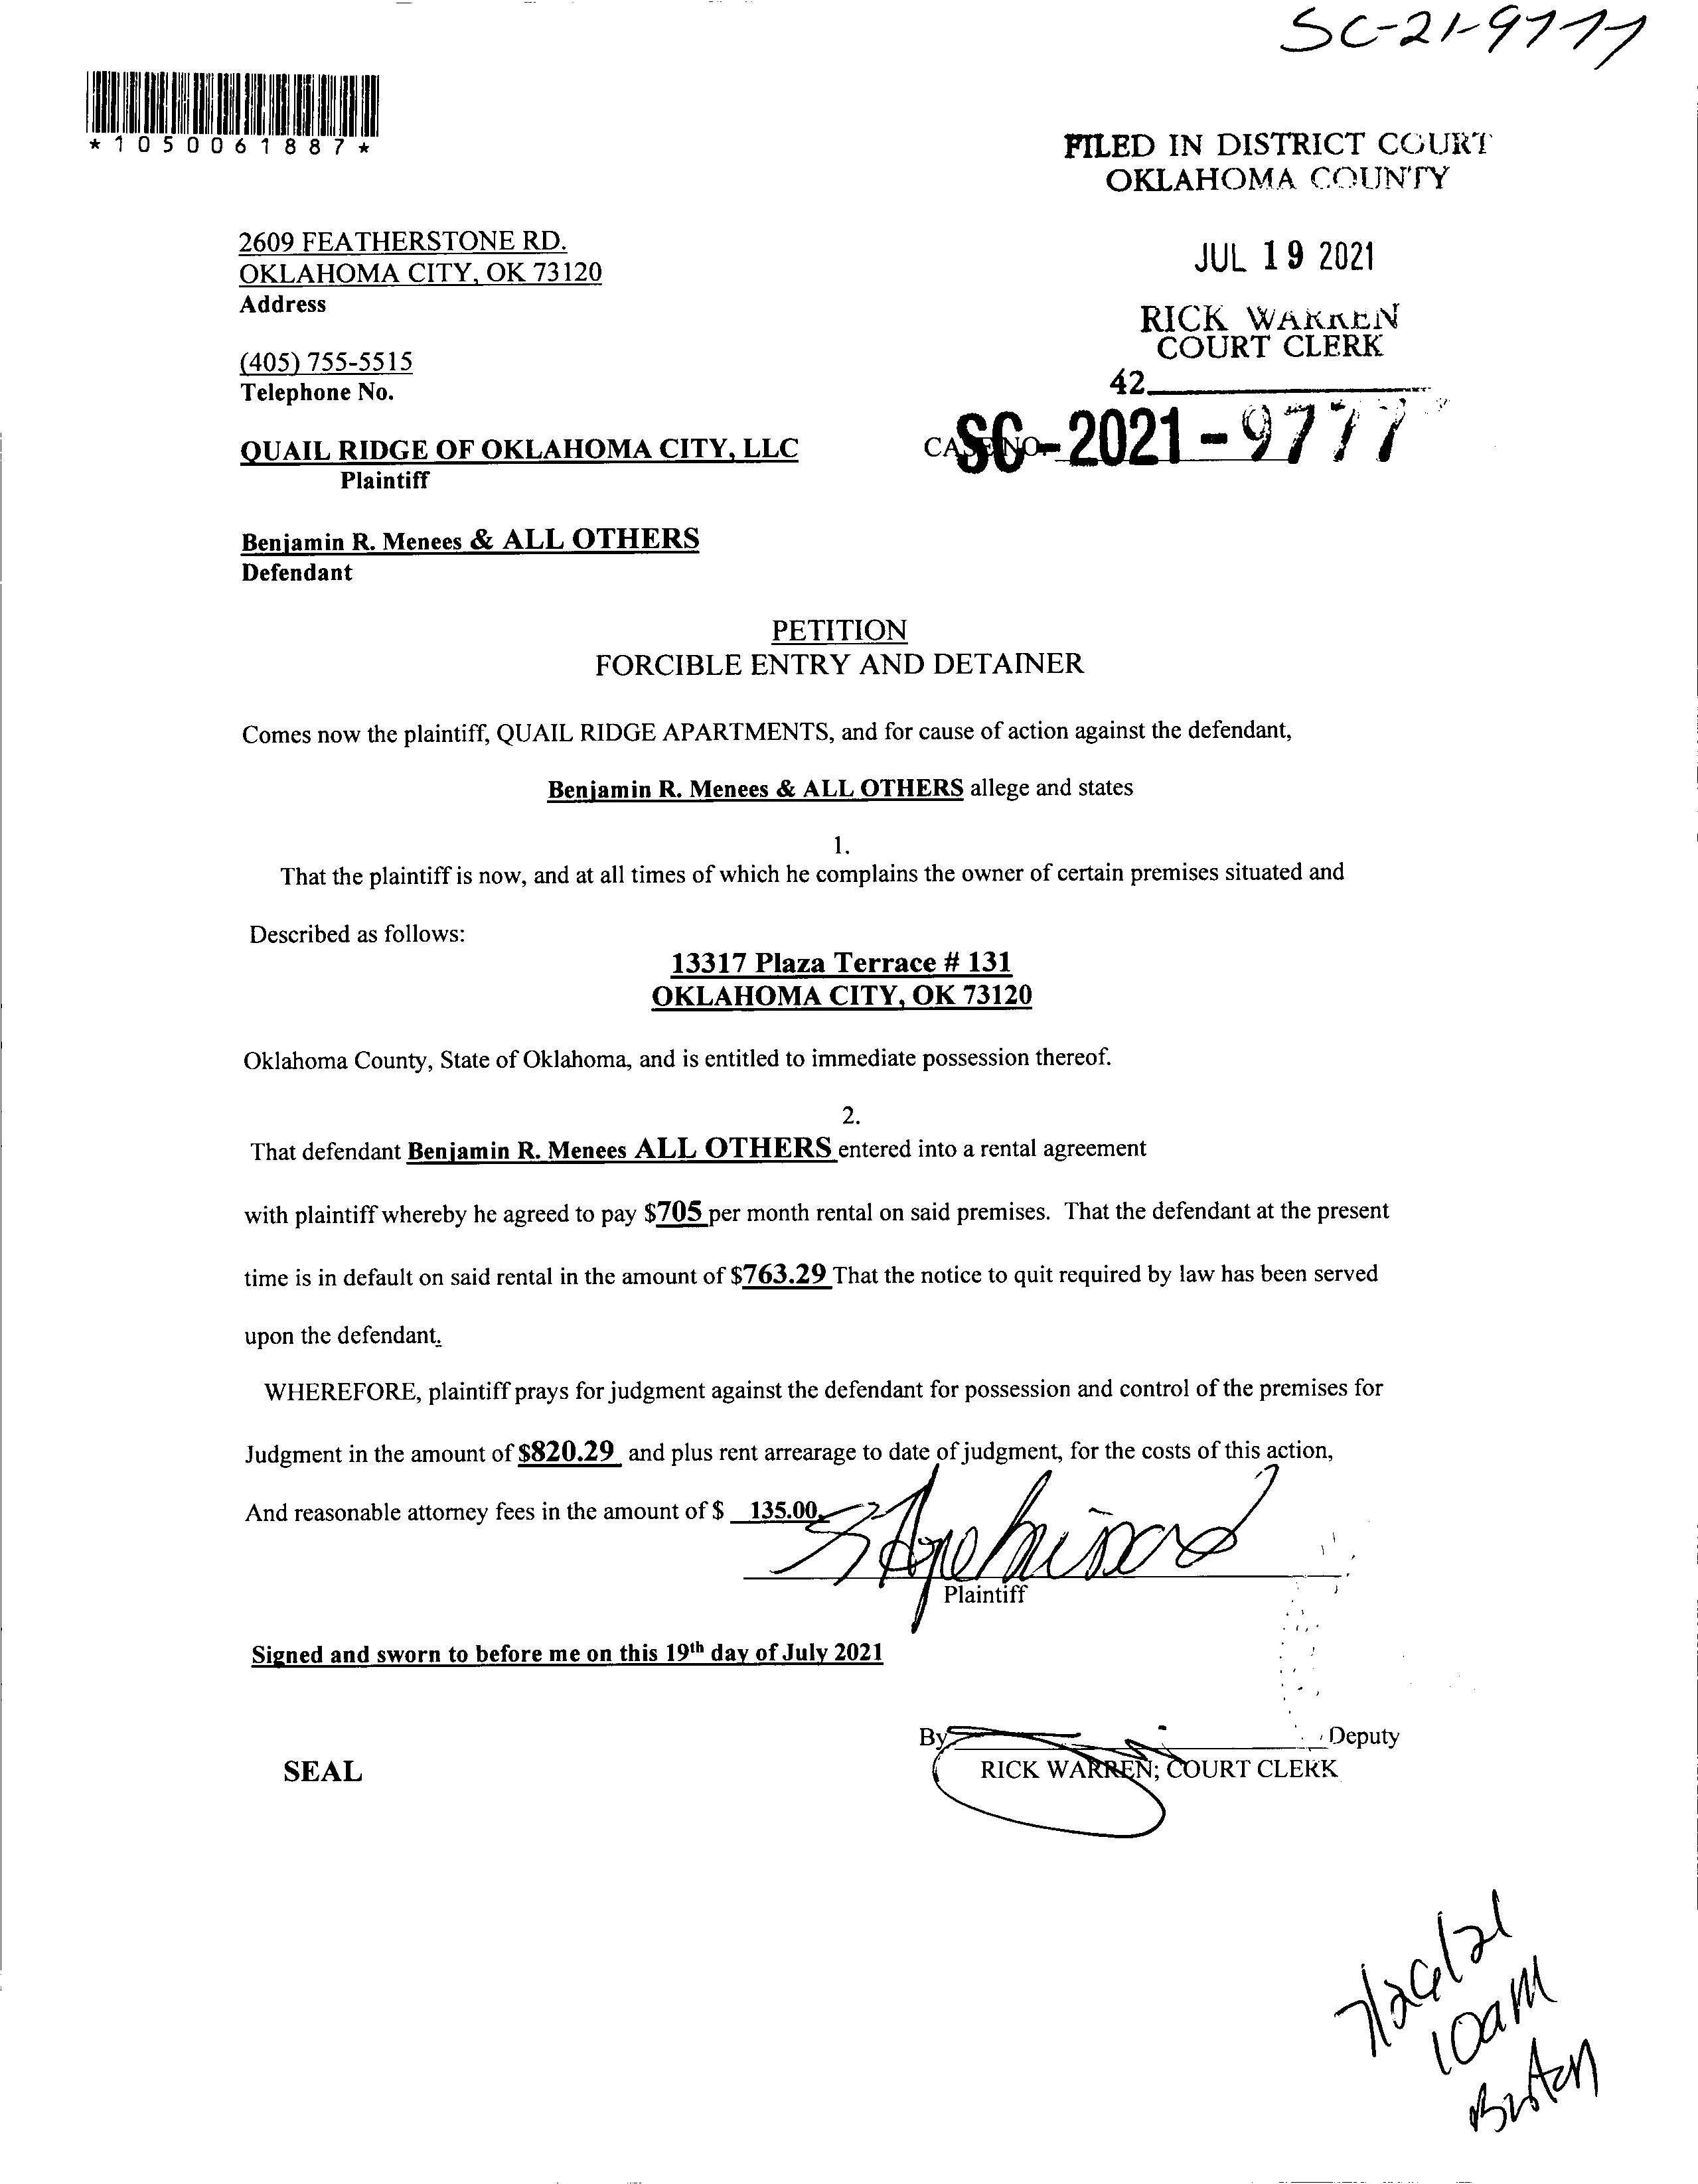 SC-21-9777
*1050061887*
FILED IN DISTRICT COURT
OKLAHOMA COUNTY
JUL 19 2021
RICK WARREN
COURT CLERK
42
2609 FEATHERSTONE RD.
OKLAHOMA CITY, OK 73120
Address
(405) 755-5515
Telephone No.
QUAIL RIDGE OF OKLAHOMA CITY, LLC
Plaintiff
CASE NO. SC-2021-9777
Benjamin R. Menees & ALL OTHERS
Defendant
PETITION
FORCIBLE ENTRY AND DETAINER
Comes now the plaintiff, QUAIL RIDGE APARTMENTS, and for cause of action against the defendant,
Benjamin R. Menees & ALL OTHERS allege and states
1.
That the plaintiff is now, and at all times of which he complains the owner of certain premises situated and
Described as follows:
13317 Plaza Terrace # 131
OKLAHOMA CITY, OK 73120
Oklahoma County, State of Oklahoma, and is entitled to immediate possession thereof.
2.
That defendant Benjamin R. Menees ALL OTHERS entered into a rental agreement
with plaintiff whereby he agreed to pay $705 per month rental on said premises. That the defendant at the present
time is in default on said rental in the amount of $763.29 That the notice to quit required by law has been served
upon the defendant.
WHEREFORE, plaintiff prays for judgment against the defendant for possession and control of the premises for
Judgment in the amount of $820.29 and plus rent arrearage to date of judgment, for the costs of this action,
And reasonable attorney fees in the amount of $ 135.00.
Plaintiff
Signed and sworn to before me on this 19th day of July 2021
By Deputy
RICK WARREN; COURT CLERK
SEAL
10am